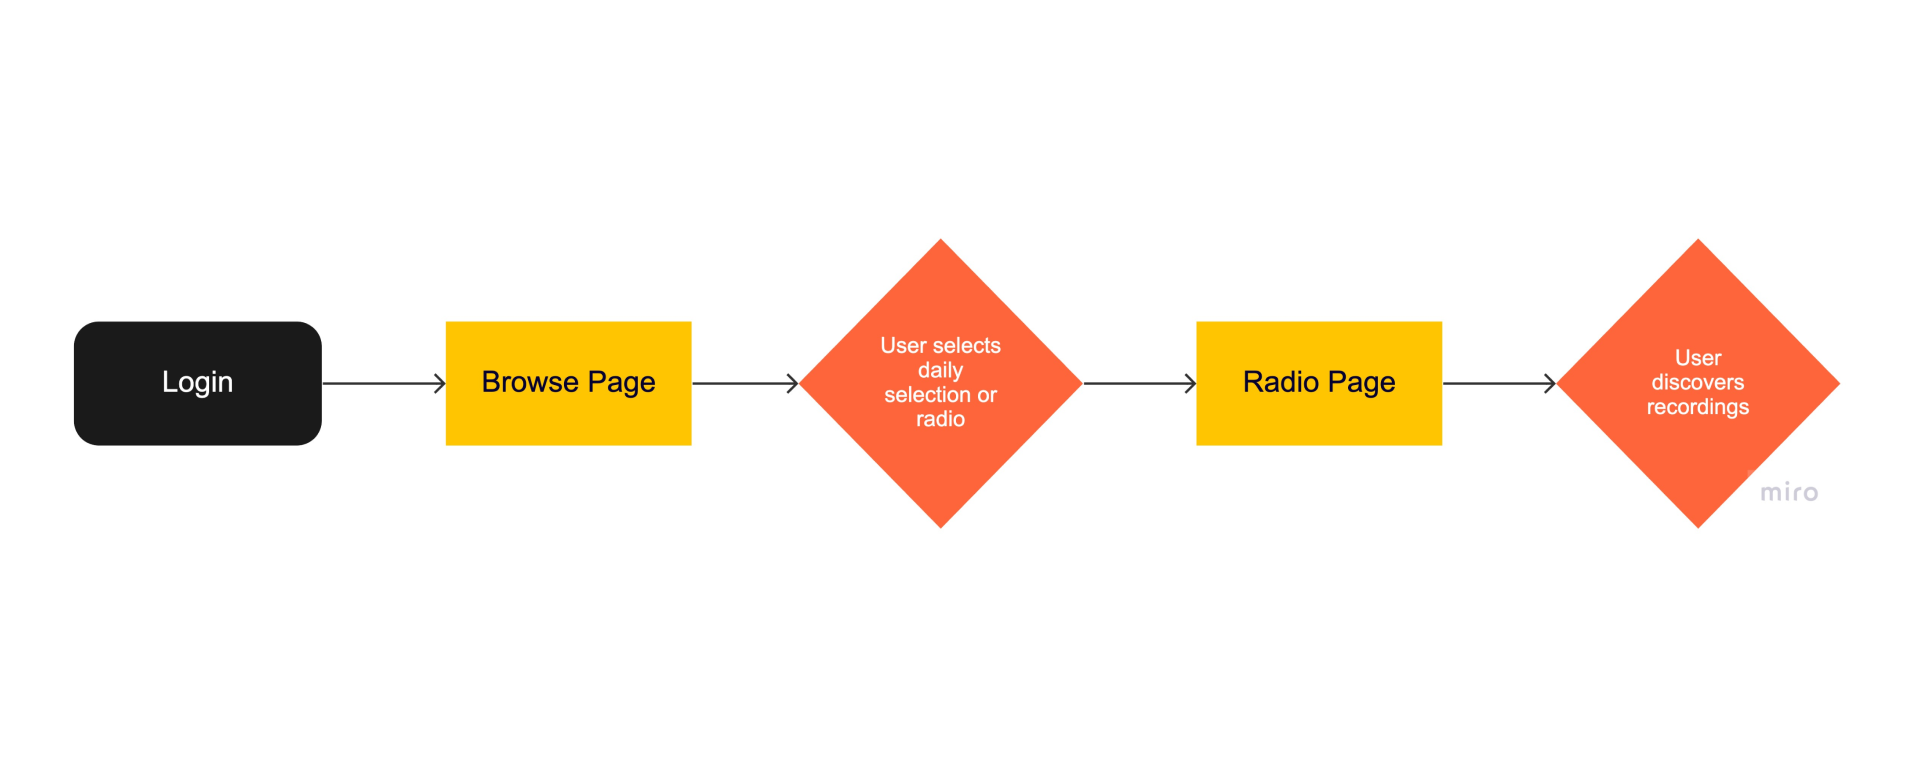 Login
Browse Page
User selects
daily
selection or
radio
Radio Page
User
discovers
recordings
miro